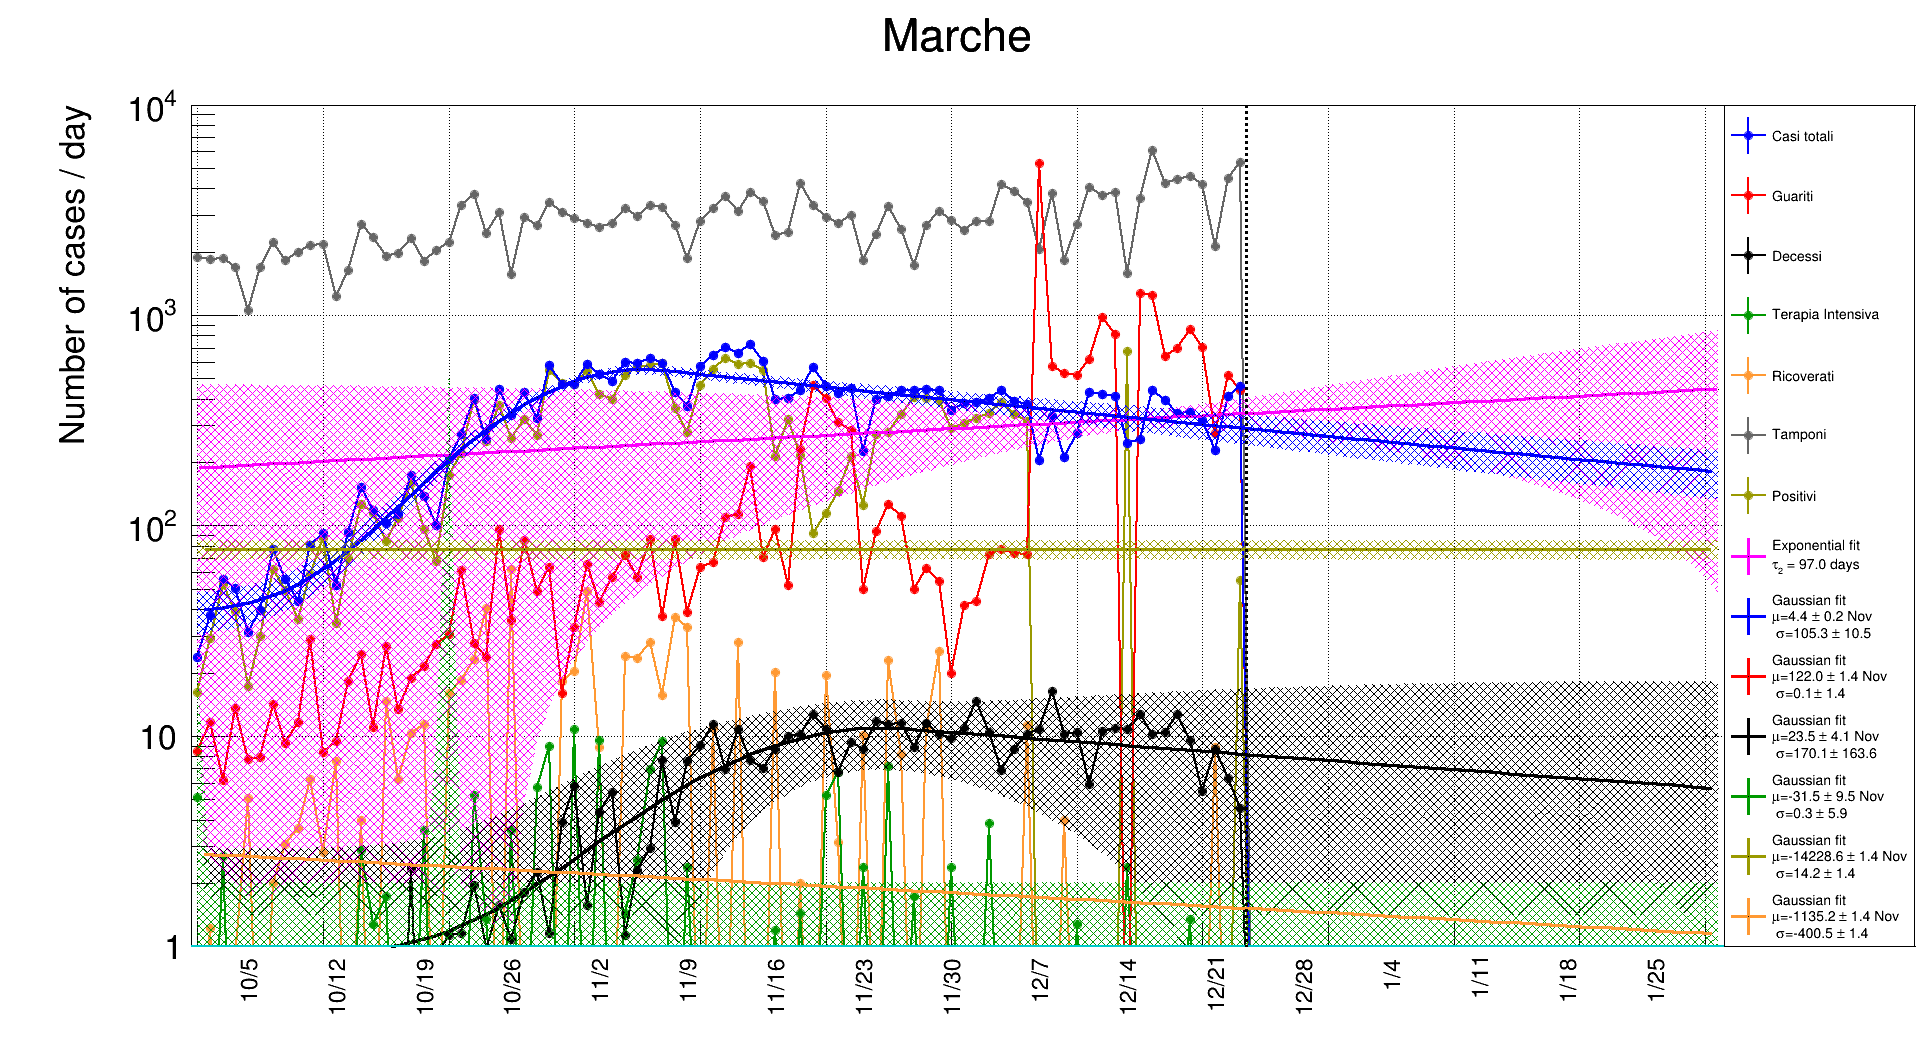 Marche
Number of cases / day
10^4
10^3
10^2
10
1
10/5
10/12
10/19
10/26
11/2
11/9
11/16
11/23
11/30
12/7
12/14
12/21
12/28
1/4
1/11
1/18
1/25
Casi totali
Guariti
Decessi
Terapia Intensiva
Ricoverati
Tamponi
Positivi
Exponential fit
τ₂ = 97.0 days
Gaussian fit
μ=4.4 ± 0.2 Nov
σ=105.3 ± 10.5
Gaussian fit
μ=122.0 ± 1.4 Nov
σ=0.1 ± 1.4
Gaussian fit
μ=23.5 ± 4.1 Nov
σ=170.1 ± 163.6
Gaussian fit
μ=-31.5 ± 9.5 Nov
σ=0.3 ± 5.9
Gaussian fit
μ=-14228.6 ± 1.4 Nov
σ=14.2 ± 1.4
Gaussian fit
μ=-1135.2 ± 1.4 Nov
σ=-400.5 ± 1.4